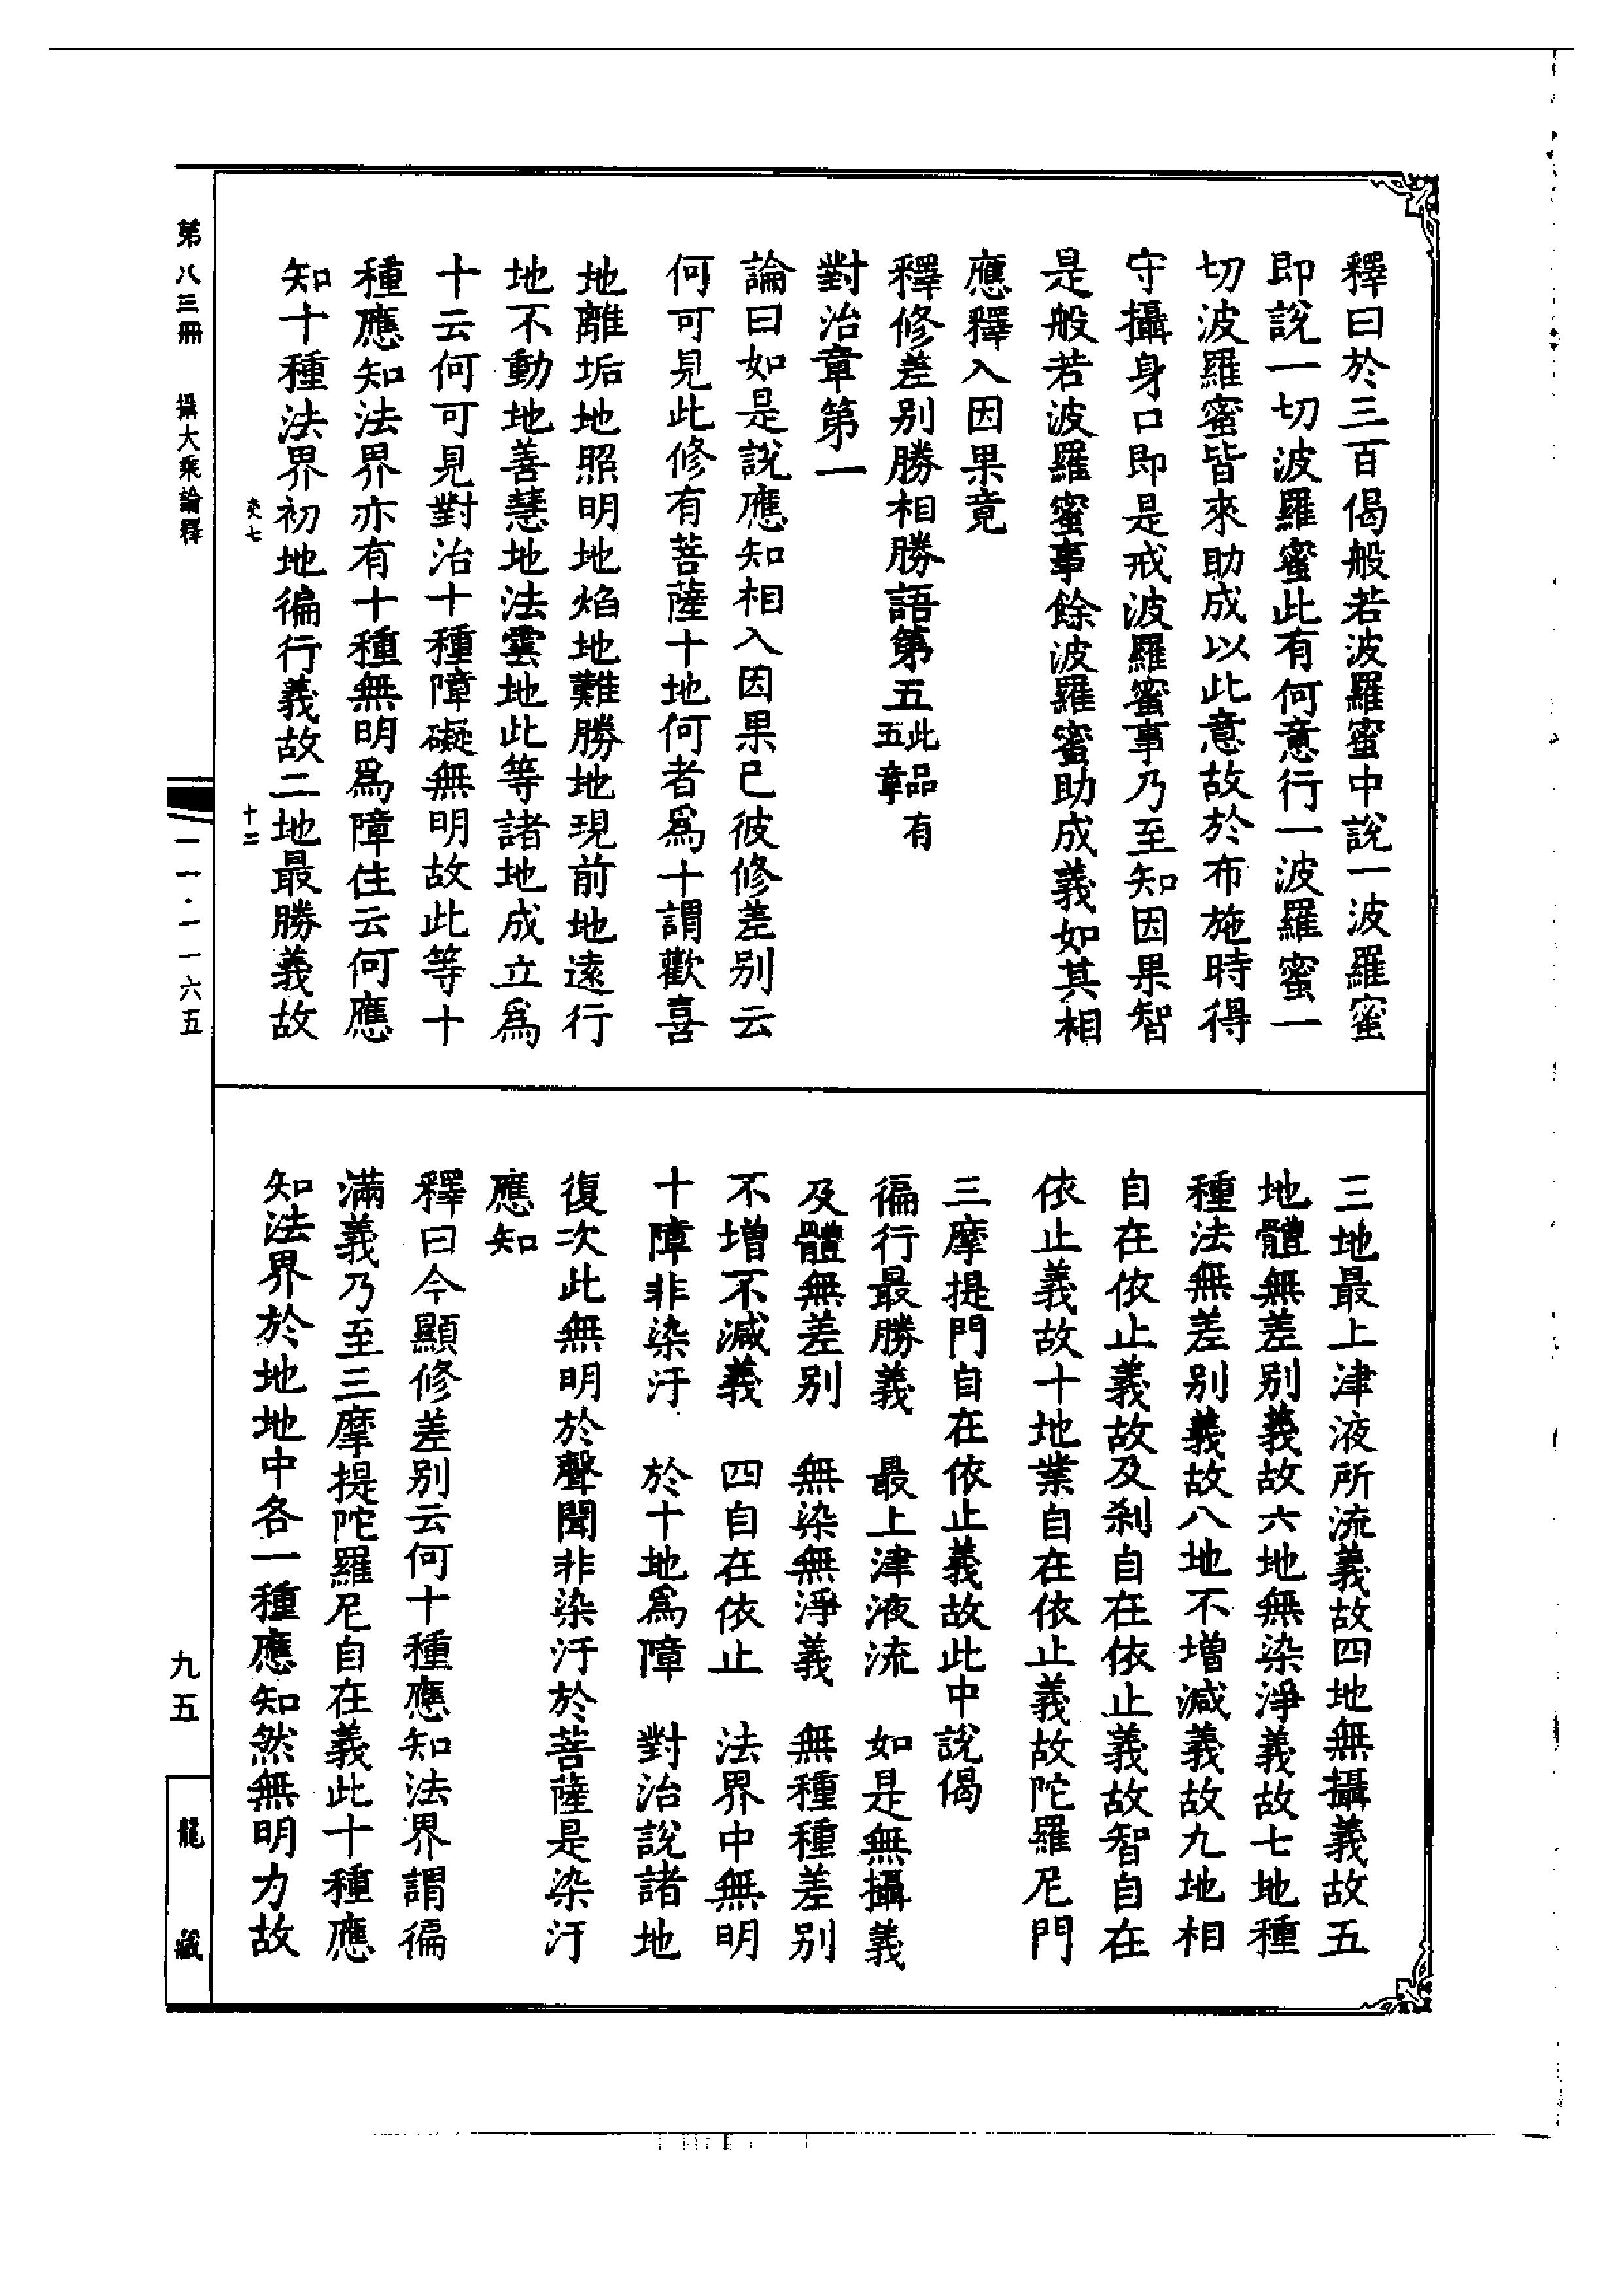 釋曰於三百偈般若波羅蜜中說一波羅蜜
即說一切波羅蜜此有何意行一波羅蜜一
切波羅蜜皆來助成以此意故於布施時得
守攝身口即是戒波羅蜜事乃至知因果智
是般若波羅蜜事餘波羅蜜助成義如其相
應釋入因果竟
釋修差別勝相勝語第五此品有五章
對治章第一
論曰如是說應知相入因果已彼修差別云
何可見此修有菩薩十地何者爲十謂歡喜
地離垢地照明地焰地難勝地現前地遠行
地不動地善慧地法雲地此等諸地成立爲
十云何可見對治十種障礙無明故此等十
種應知法界亦有十種無明爲障住云何應
知十種法界初地徧行義故二地最勝義故
三地最上津液所流義故四地無攝義故五
地體無差別義故六地無染淨義故七地種
種法無差別義故八地不增減義故九地相
自在依止義故及刹自在依止義故智自在
依止義故十地業自在依止義故陀羅尼門
三摩提門自在依止義故此中說偈
徧行最勝義　最上津液流　如是無攝義
及體無差別　無染無淨義　無種種差別
不增不減義　四自在依止　法界中無明
十障非染汙　於十地爲障　對治說諸地
復次此無明於聲聞非染汙於菩薩是染汙
應知
釋曰今顯修差別云何十種應知法界謂徧
滿義乃至三摩提陀羅尼自在義此十種應
知法界於地地中各一種應知然無明力故
第八三冊　攝大乘論釋
夾七
十二
一一·一一六五
九五
龍藏